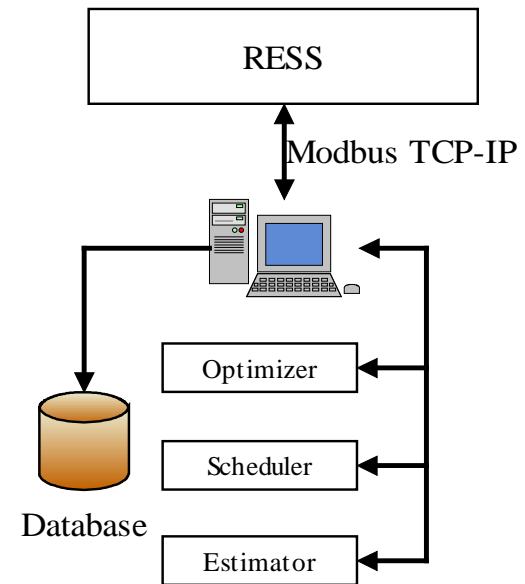 RESS
Modbus TCP-IP
Optimizer
Scheduler
Database
Estimator